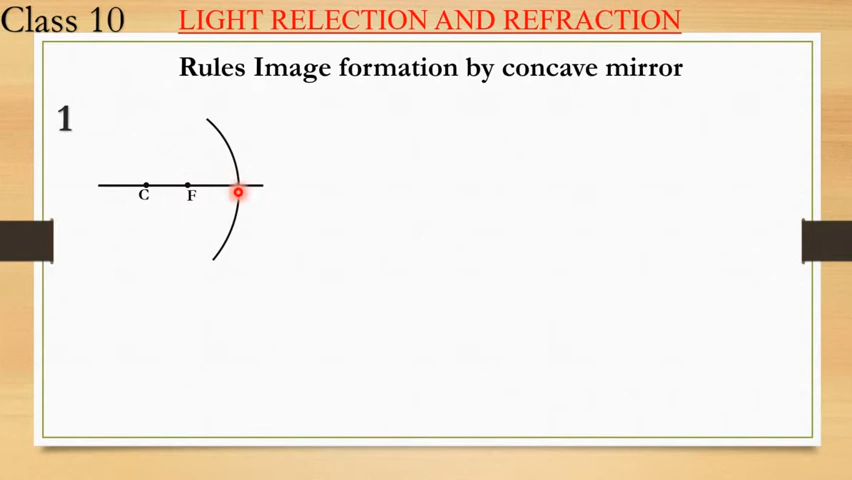 Class 10
LIGHT RELECTION AND REFRACTION
Rules Image formation by concave mirror
1
C F